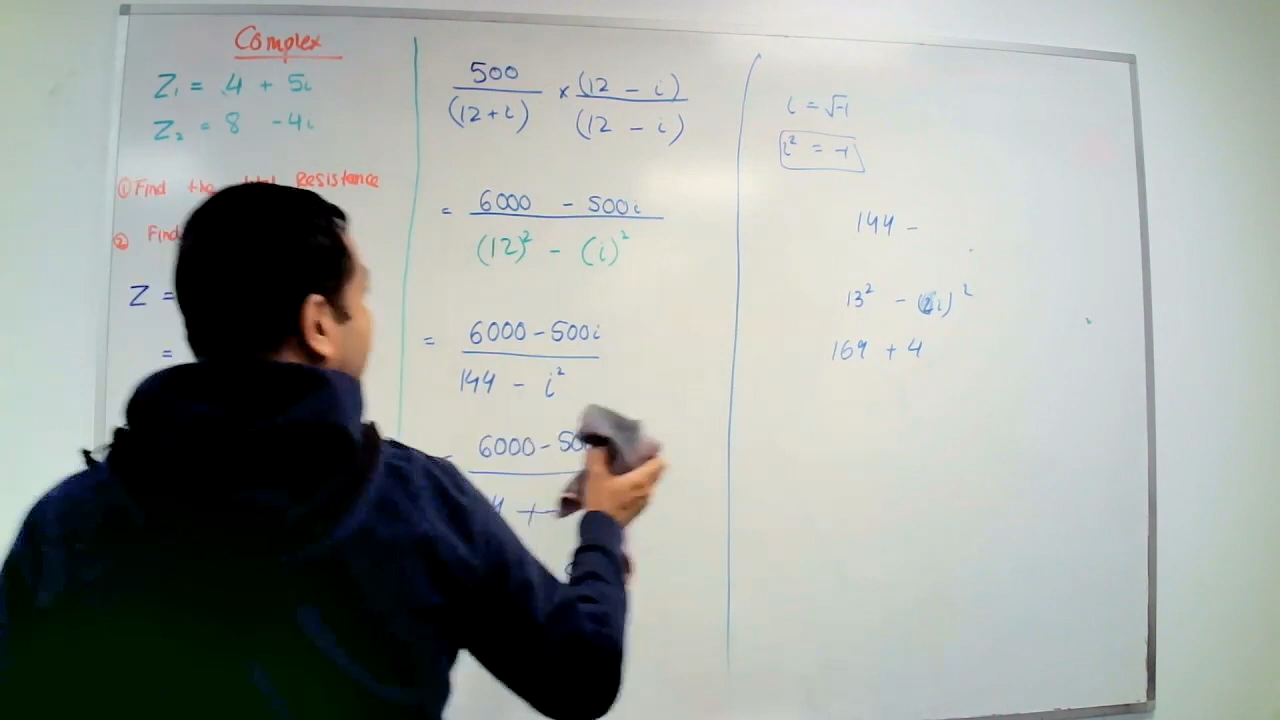 Complex
Z₁ = 4 + 5i
Z₂ = 8 - 4i
① Find the Resistance
② Find
Z =
=
500 / (12+i) × (12 - i) / (12 - i)
= 6000 - 500i / (12)² - (i)²
= 6000 - 500i / 144 - i²
6000 - 50
+
i = √-1
i² = -1
144 -
13² - (2i)²
169 + 4